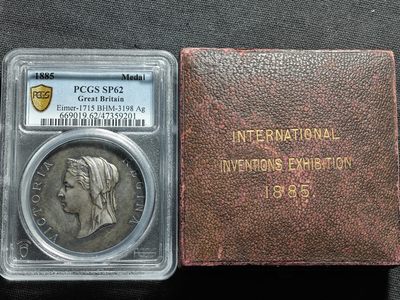 1885 Medal
PCGS SP62
Great Britain
Eimer-1715 BHM-3198 Ag
669019.62/47359201
PCGS
VICTORIA REGINA
INTERNATIONAL
INVENTIONS EXHIBITION
1885.